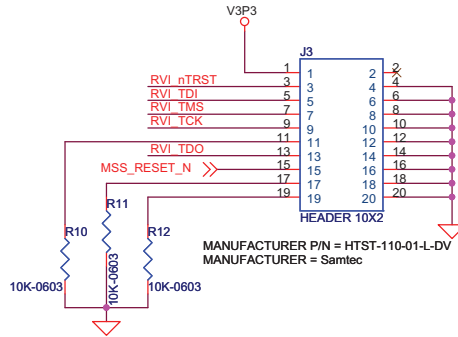 V3P3
J3
1 1 2 2
RVI_nTRST 3 3 4 4
RVI_TDI 5 5 6 6
RVI_TMS 7 7 8 8
RVI_TCK 9 9 10 10
11 11 12 12
RVI_TDO 13 13 14 14
MSS_RESET_N 15 15 16 16
17 17 18 18
19 19 20 20
HEADER 10X2
R10 R11 R12
10K-0603 10K-0603 10K-0603
MANUFACTURER P/N = HTST-110-01-L-DV
MANUFACTURER = Samtec